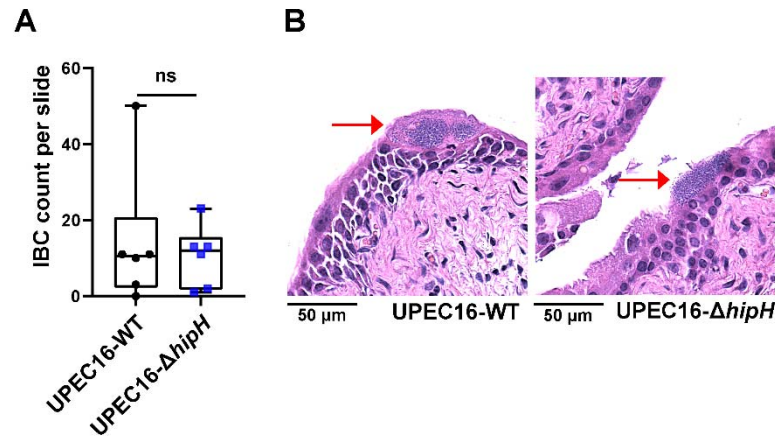 A
B
IBC count per slide
60
40
20
0
ns
UPEC16-WT
UPEC16-ΔhipH
50 μm
UPEC16-WT
50 μm
UPEC16-ΔhipH